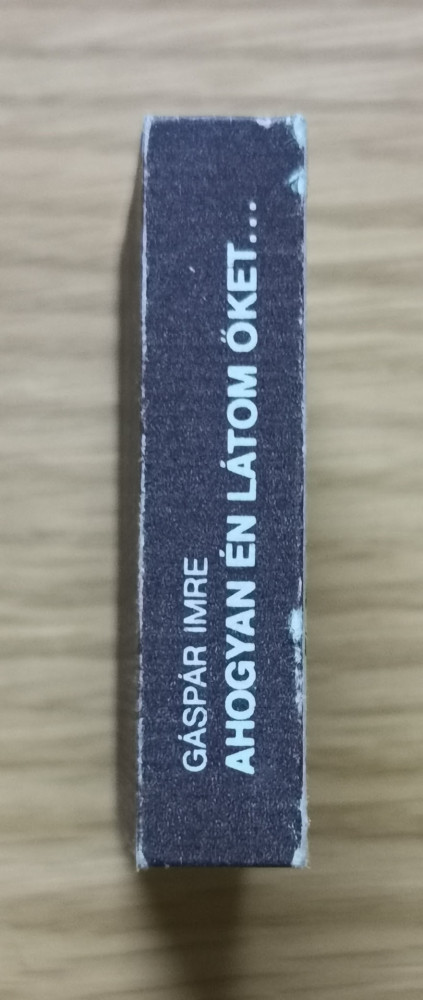 GÁSPÁR IMRE
AHOGYAN ÉN LÁTOM ŐKET....